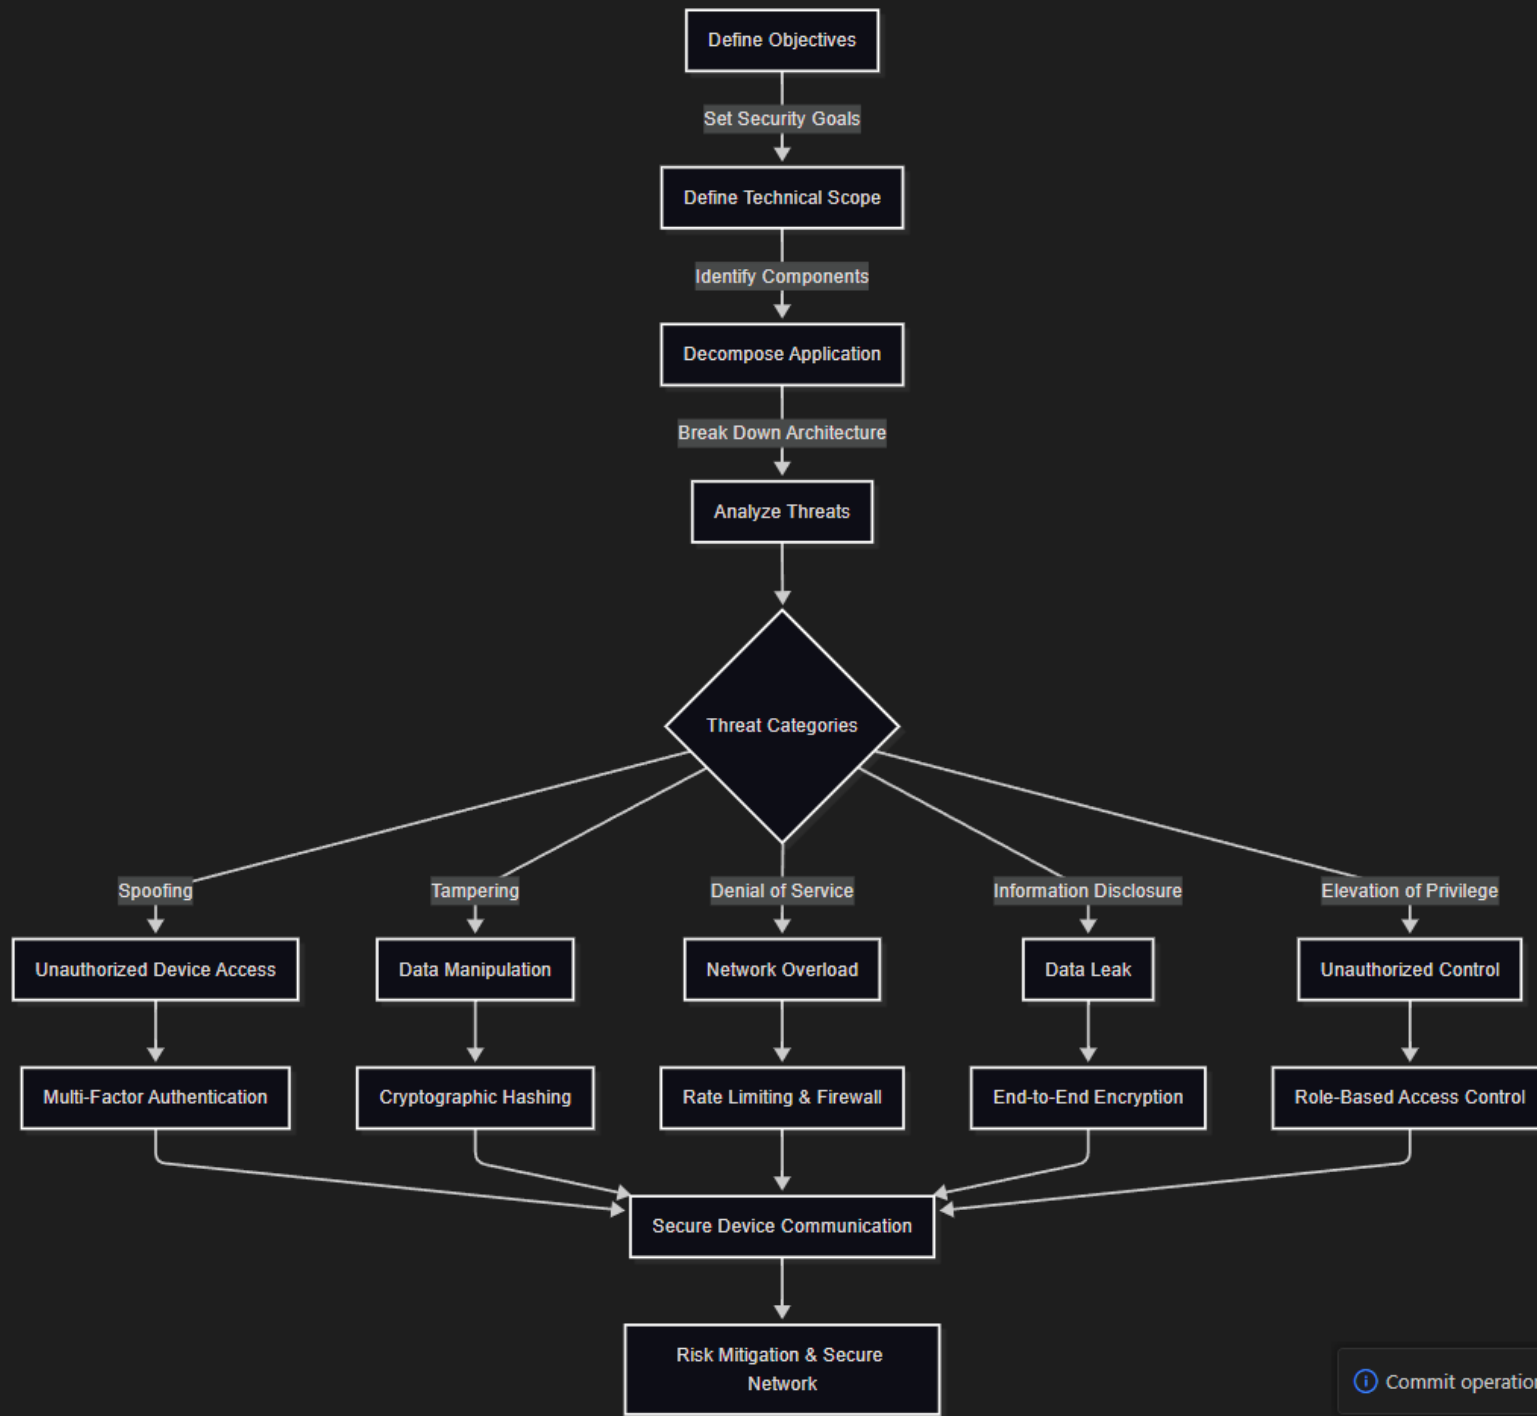 Define Objectives
Set Security Goals
Define Technical Scope
Identify Components
Decompose Application
Break Down Architecture
Analyze Threats
Threat Categories
Spoofing
Tampering
Denial of Service
Information Disclosure
Elevation of Privilege
Unauthorized Device Access
Data Manipulation
Network Overload
Data Leak
Unauthorized Control
Multi-Factor Authentication
Cryptographic Hashing
Rate Limiting & Firewall
End-to-End Encryption
Role-Based Access Control
Secure Device Communication
Risk Mitigation & Secure
Network
Commit operation